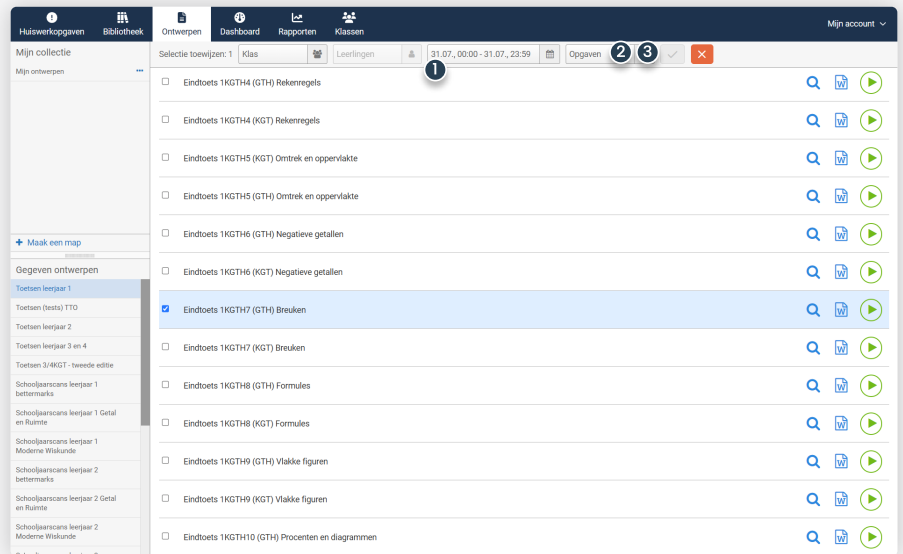 Huiswerkopgaven Bibliotheek Ontwerpen Dashboard Rapporten Klassen Mijn account
Mijn collectie
Selectie toewijzen: 1 Klas Leerlingen 31.07., 00:00 - 31.07., 23:59 Opgaven 2 3
1
Mijn ontwerpen
+ Maak een map
Gegeven ontwerpen
Toetsen leerjaar 1
Toetsen (tests) TTO
Toetsen leerjaar 2
Toetsen leerjaar 3 en 4
Toetsen 3/4KGT - tweede editie
Schooljaarscans leerjaar 1
bettermarks
Schooljaarscans leerjaar 1 Getal
en Ruimte
Schooljaarscans leerjaar 1
Moderne Wiskunde
Schooljaarscans leerjaar 2
bettermarks
Schooljaarscans leerjaar 2 Getal
en Ruimte
Schooljaarscans leerjaar 2
Moderne Wiskunde
Eindtoets 1KGTH4 (GTH) Rekenregels
Eindtoets 1KGTH4 (KGT) Rekenregels
Eindtoets 1KGTH5 (KGT) Omtrek en oppervlakte
Eindtoets 1KGTH5 (GTH) Omtrek en oppervlakte
Eindtoets 1KGTH6 (GTH) Negatieve getallen
Eindtoets 1KGTH6 (KGT) Negatieve getallen
Eindtoets 1KGTH7 (GTH) Breuken
Eindtoets 1KGTH7 (KGT) Breuken
Eindtoets 1KGTH8 (GTH) Formules
Eindtoets 1KGTH8 (KGT) Formules
Eindtoets 1KGTH9 (GTH) Vlakke figuren
Eindtoets 1KGTH9 (KGT) Vlakke figuren
Eindtoets 1KGTH10 (GTH) Procenten en diagrammen